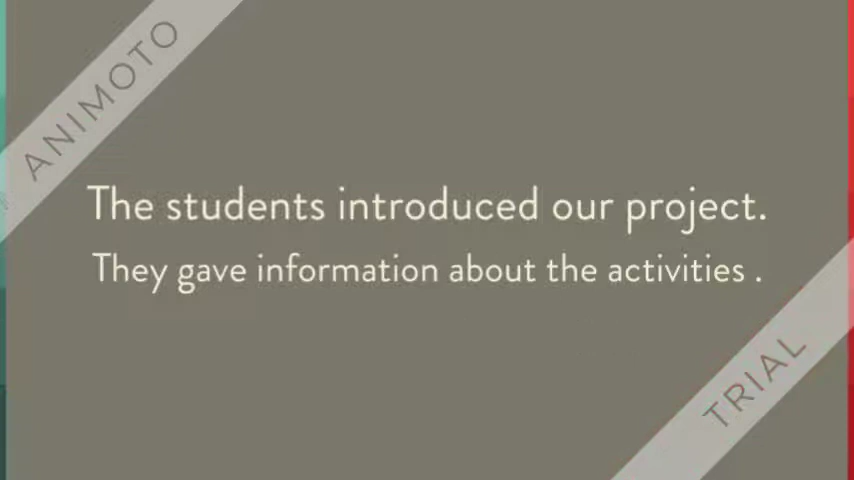 ANIMOTO
The students introduced our project.
They gave information about the activities .
TRIAL